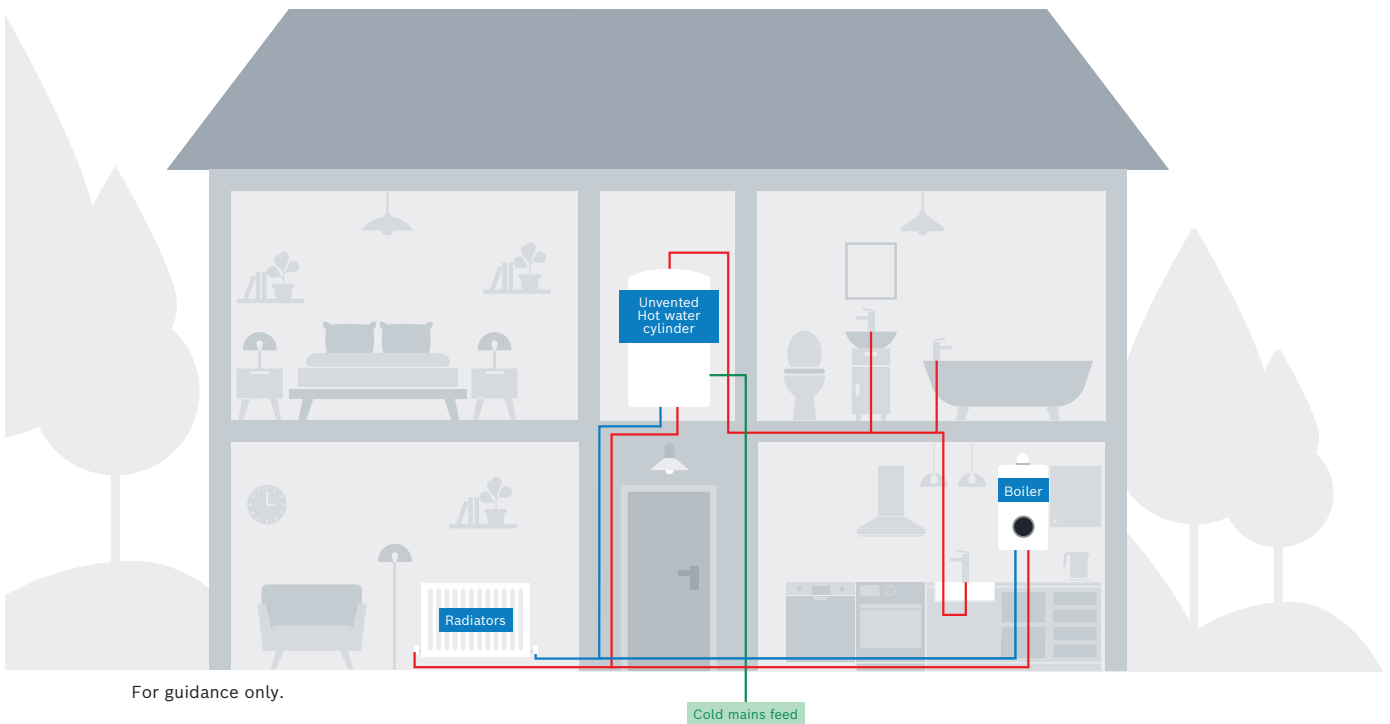 Unvented
Hot water
cylinder
Boiler
Radiators
For guidance only.
Cold mains feed